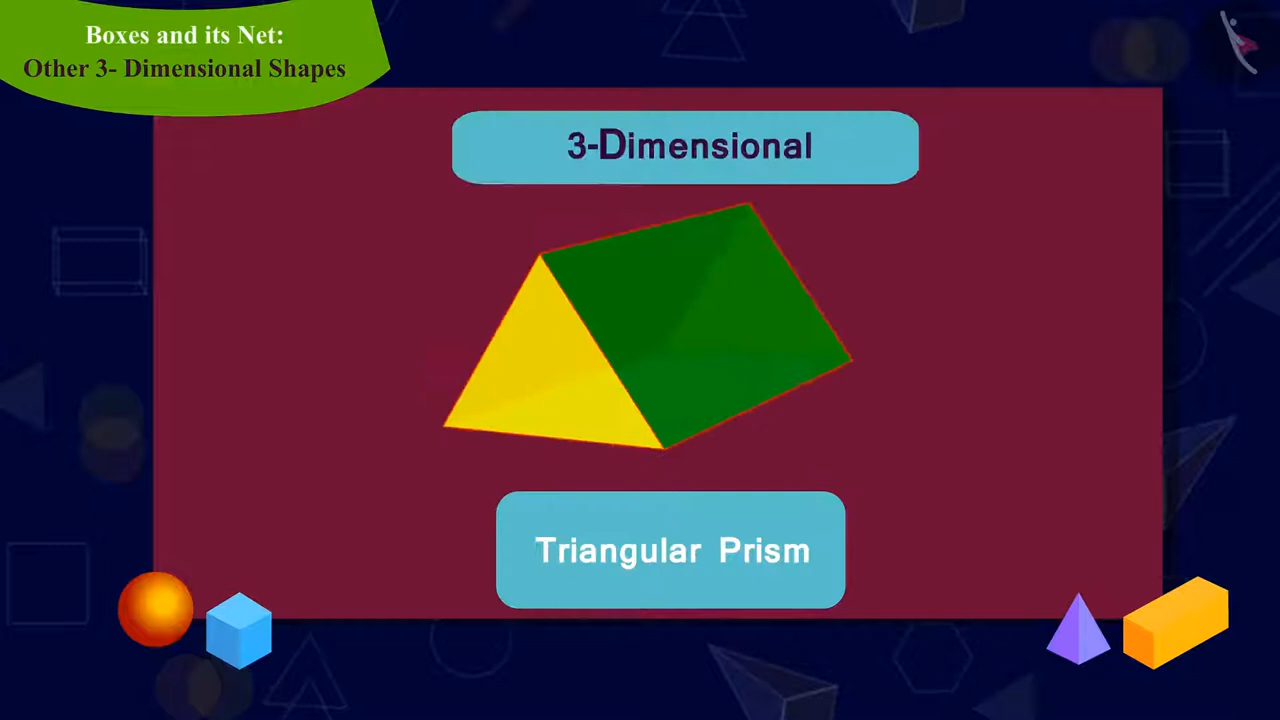 Boxes and its Net:
Other 3- Dimensional Shapes
3-Dimensional
Triangular Prism